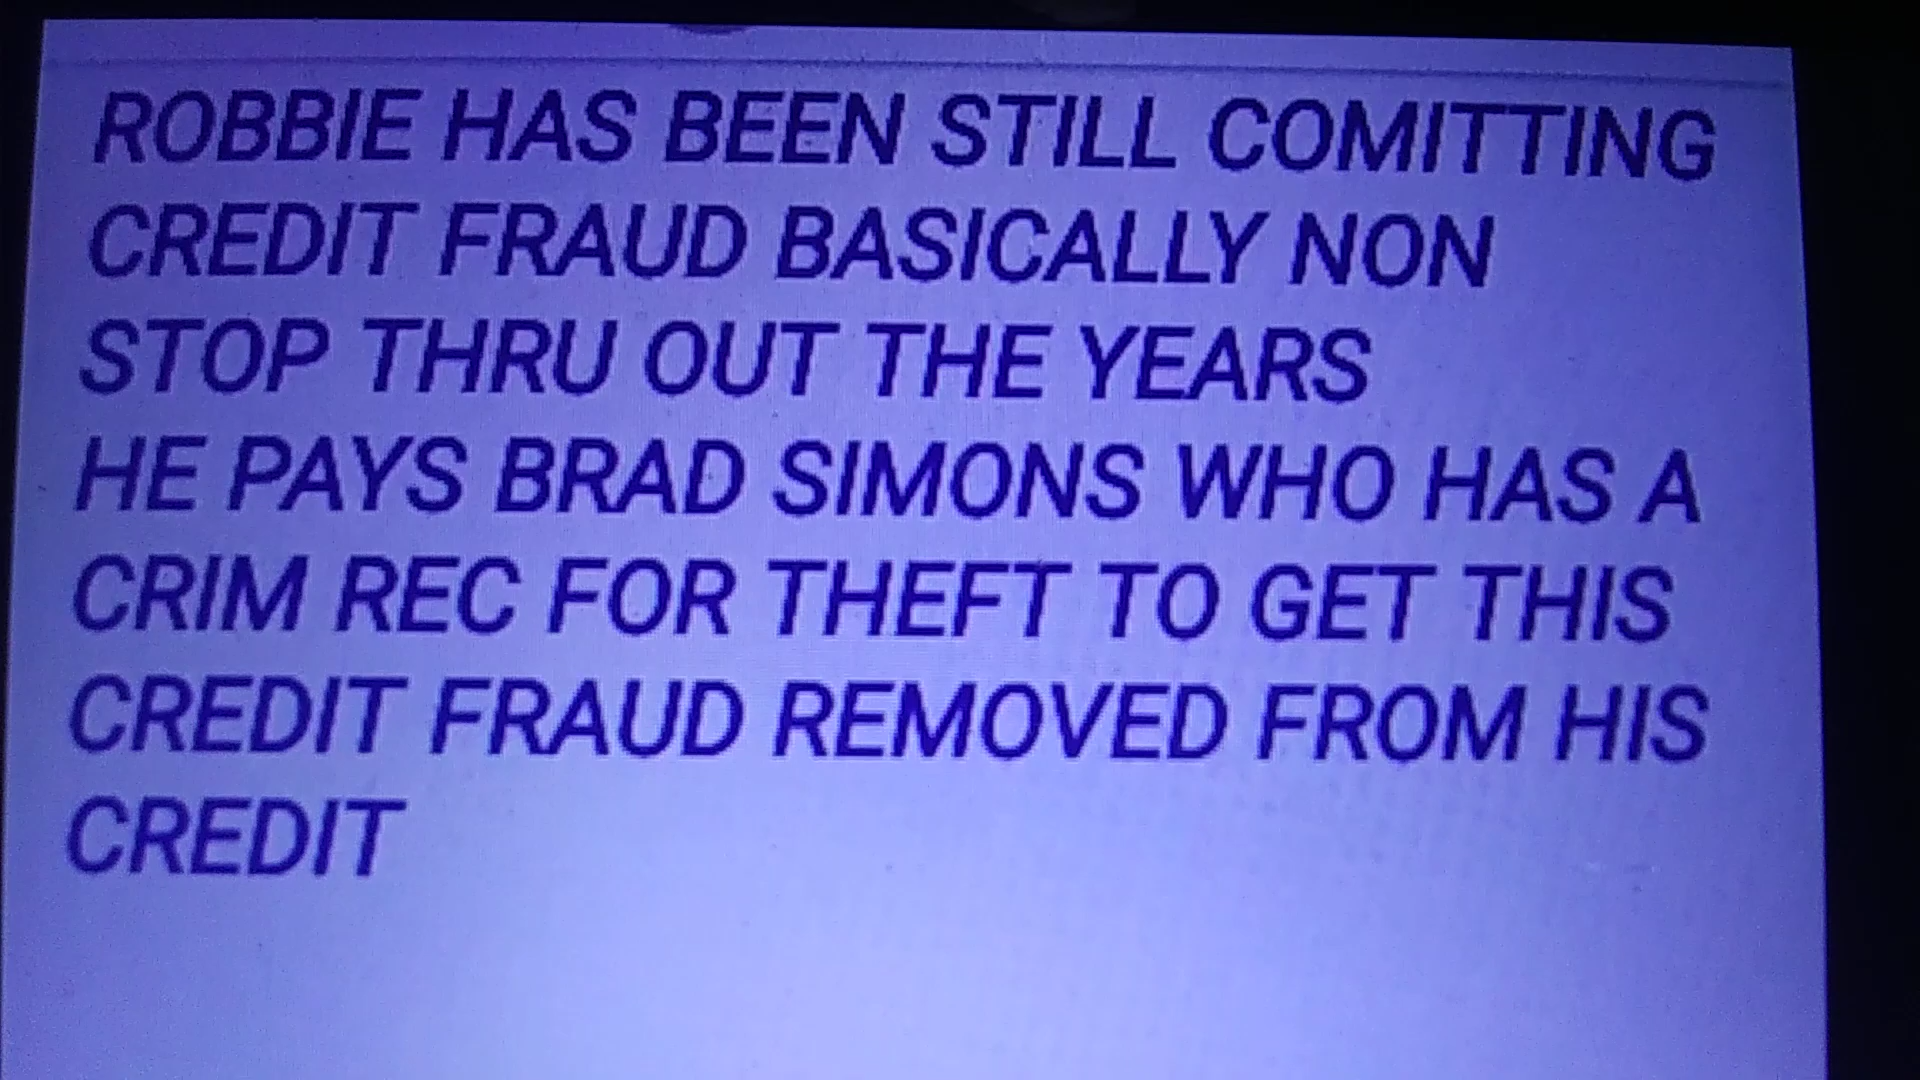 ROBBIE HAS BEEN STILL COMITTING
CREDIT FRAUD BASICALLY NON
STOP THRU OUT THE YEARS
HE PAYS BRAD SIMONS WHO HAS A
CRIM REC FOR THEFT TO GET THIS
CREDIT FRAUD REMOVED FROM HIS
CREDIT